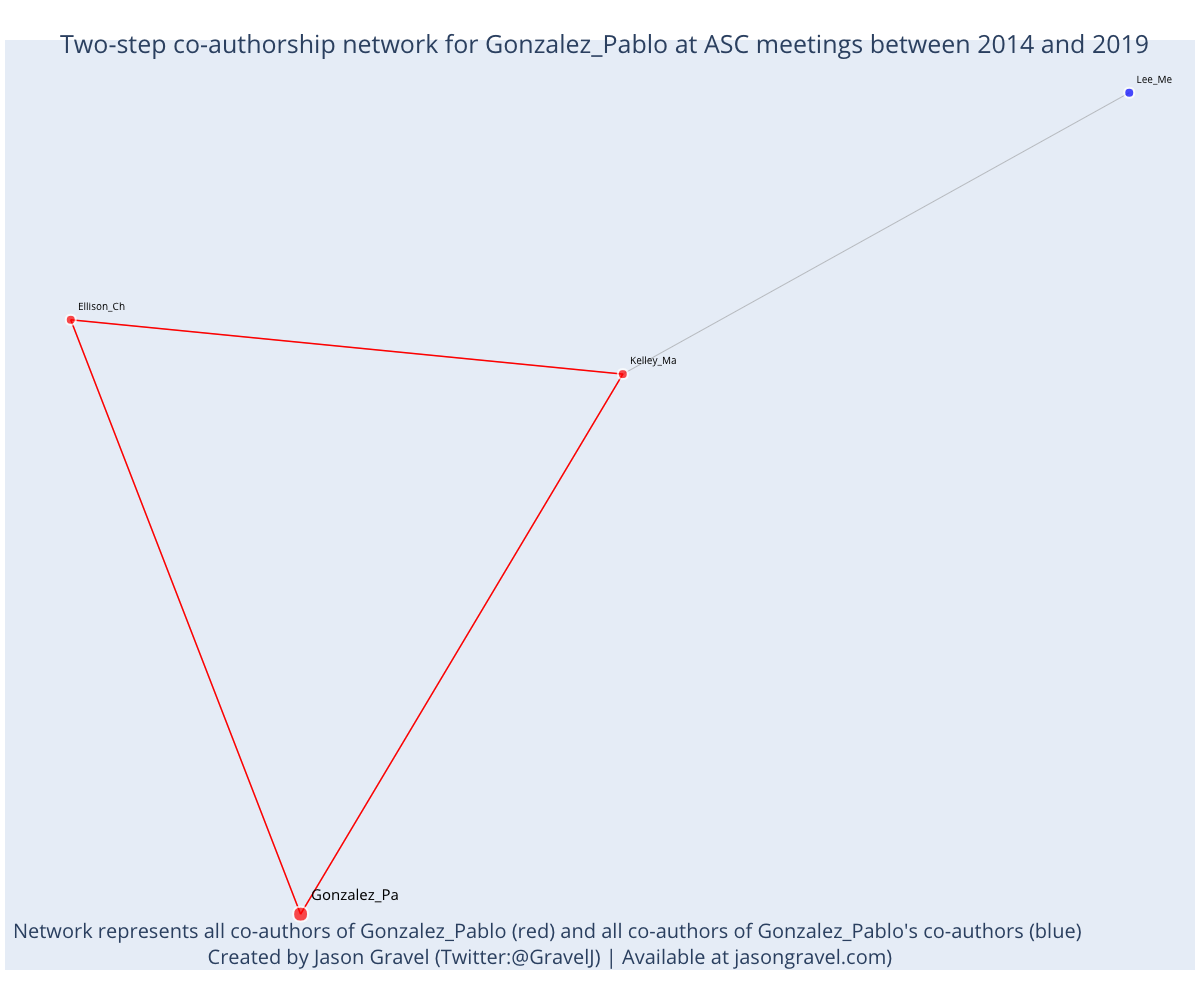 Two-step co-authorship network for Gonzalez_Pablo at ASC meetings between 2014 and 2019
Lee_Me
Ellison_Ch
Kelley_Ma
Gonzalez_Pa
Network represents all co-authors of Gonzalez_Pablo (red) and all co-authors of Gonzalez_Pablo's co-authors (blue)
Created by Jason Gravel (Twitter:@GravelJ) | Available at jasongravel.com)